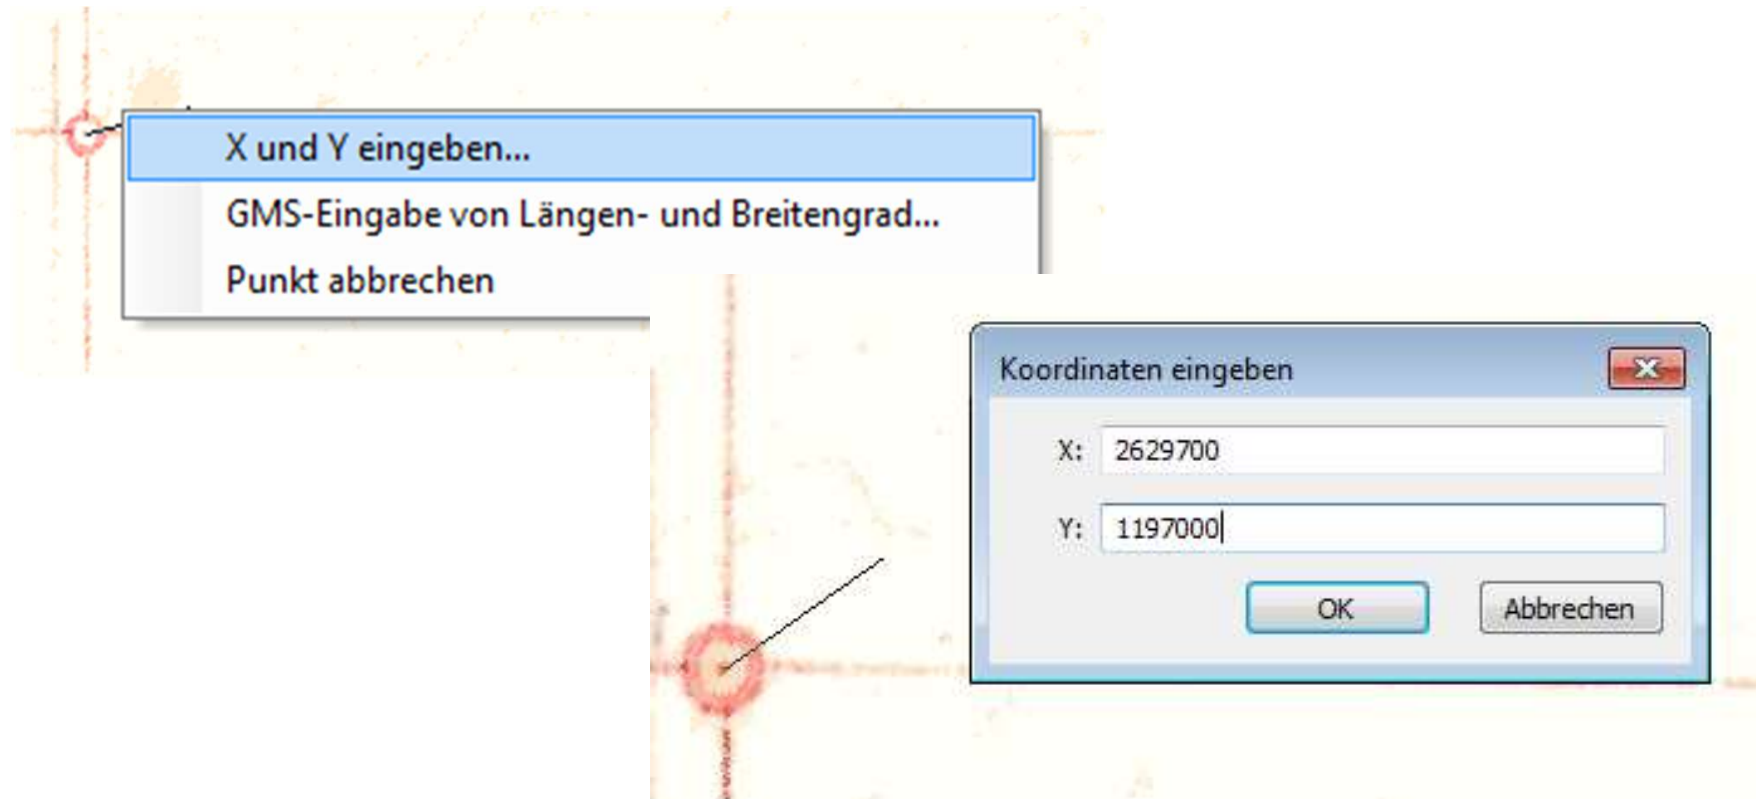 X und Y eingeben...
GMS-Eingabe von Längen- und Breitengrad...
Punkt abbrechen
Koordinaten eingeben
X: 2629700
Y: 1197000
OK Abbrechen